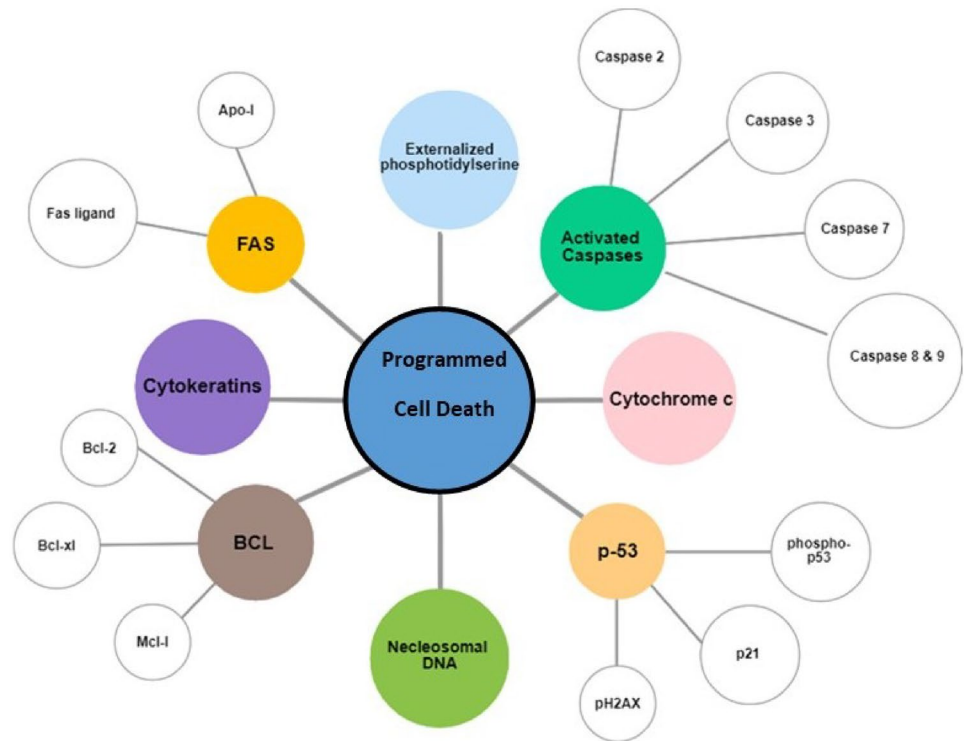 Caspase 2
Apo-I
Caspase 3
Externalized
phosphotidylserine
Fas ligand
FAS
Activated
Caspases
Caspase 7
Programmed
Cell Death
Caspase 8 & 9
Cytokeratins
Cytochrome c
Bcl-2
Bcl-xl
BCL
p-53
phospho-
p53
Mcl-I
Necleosomal
DNA
p21
pH2AX